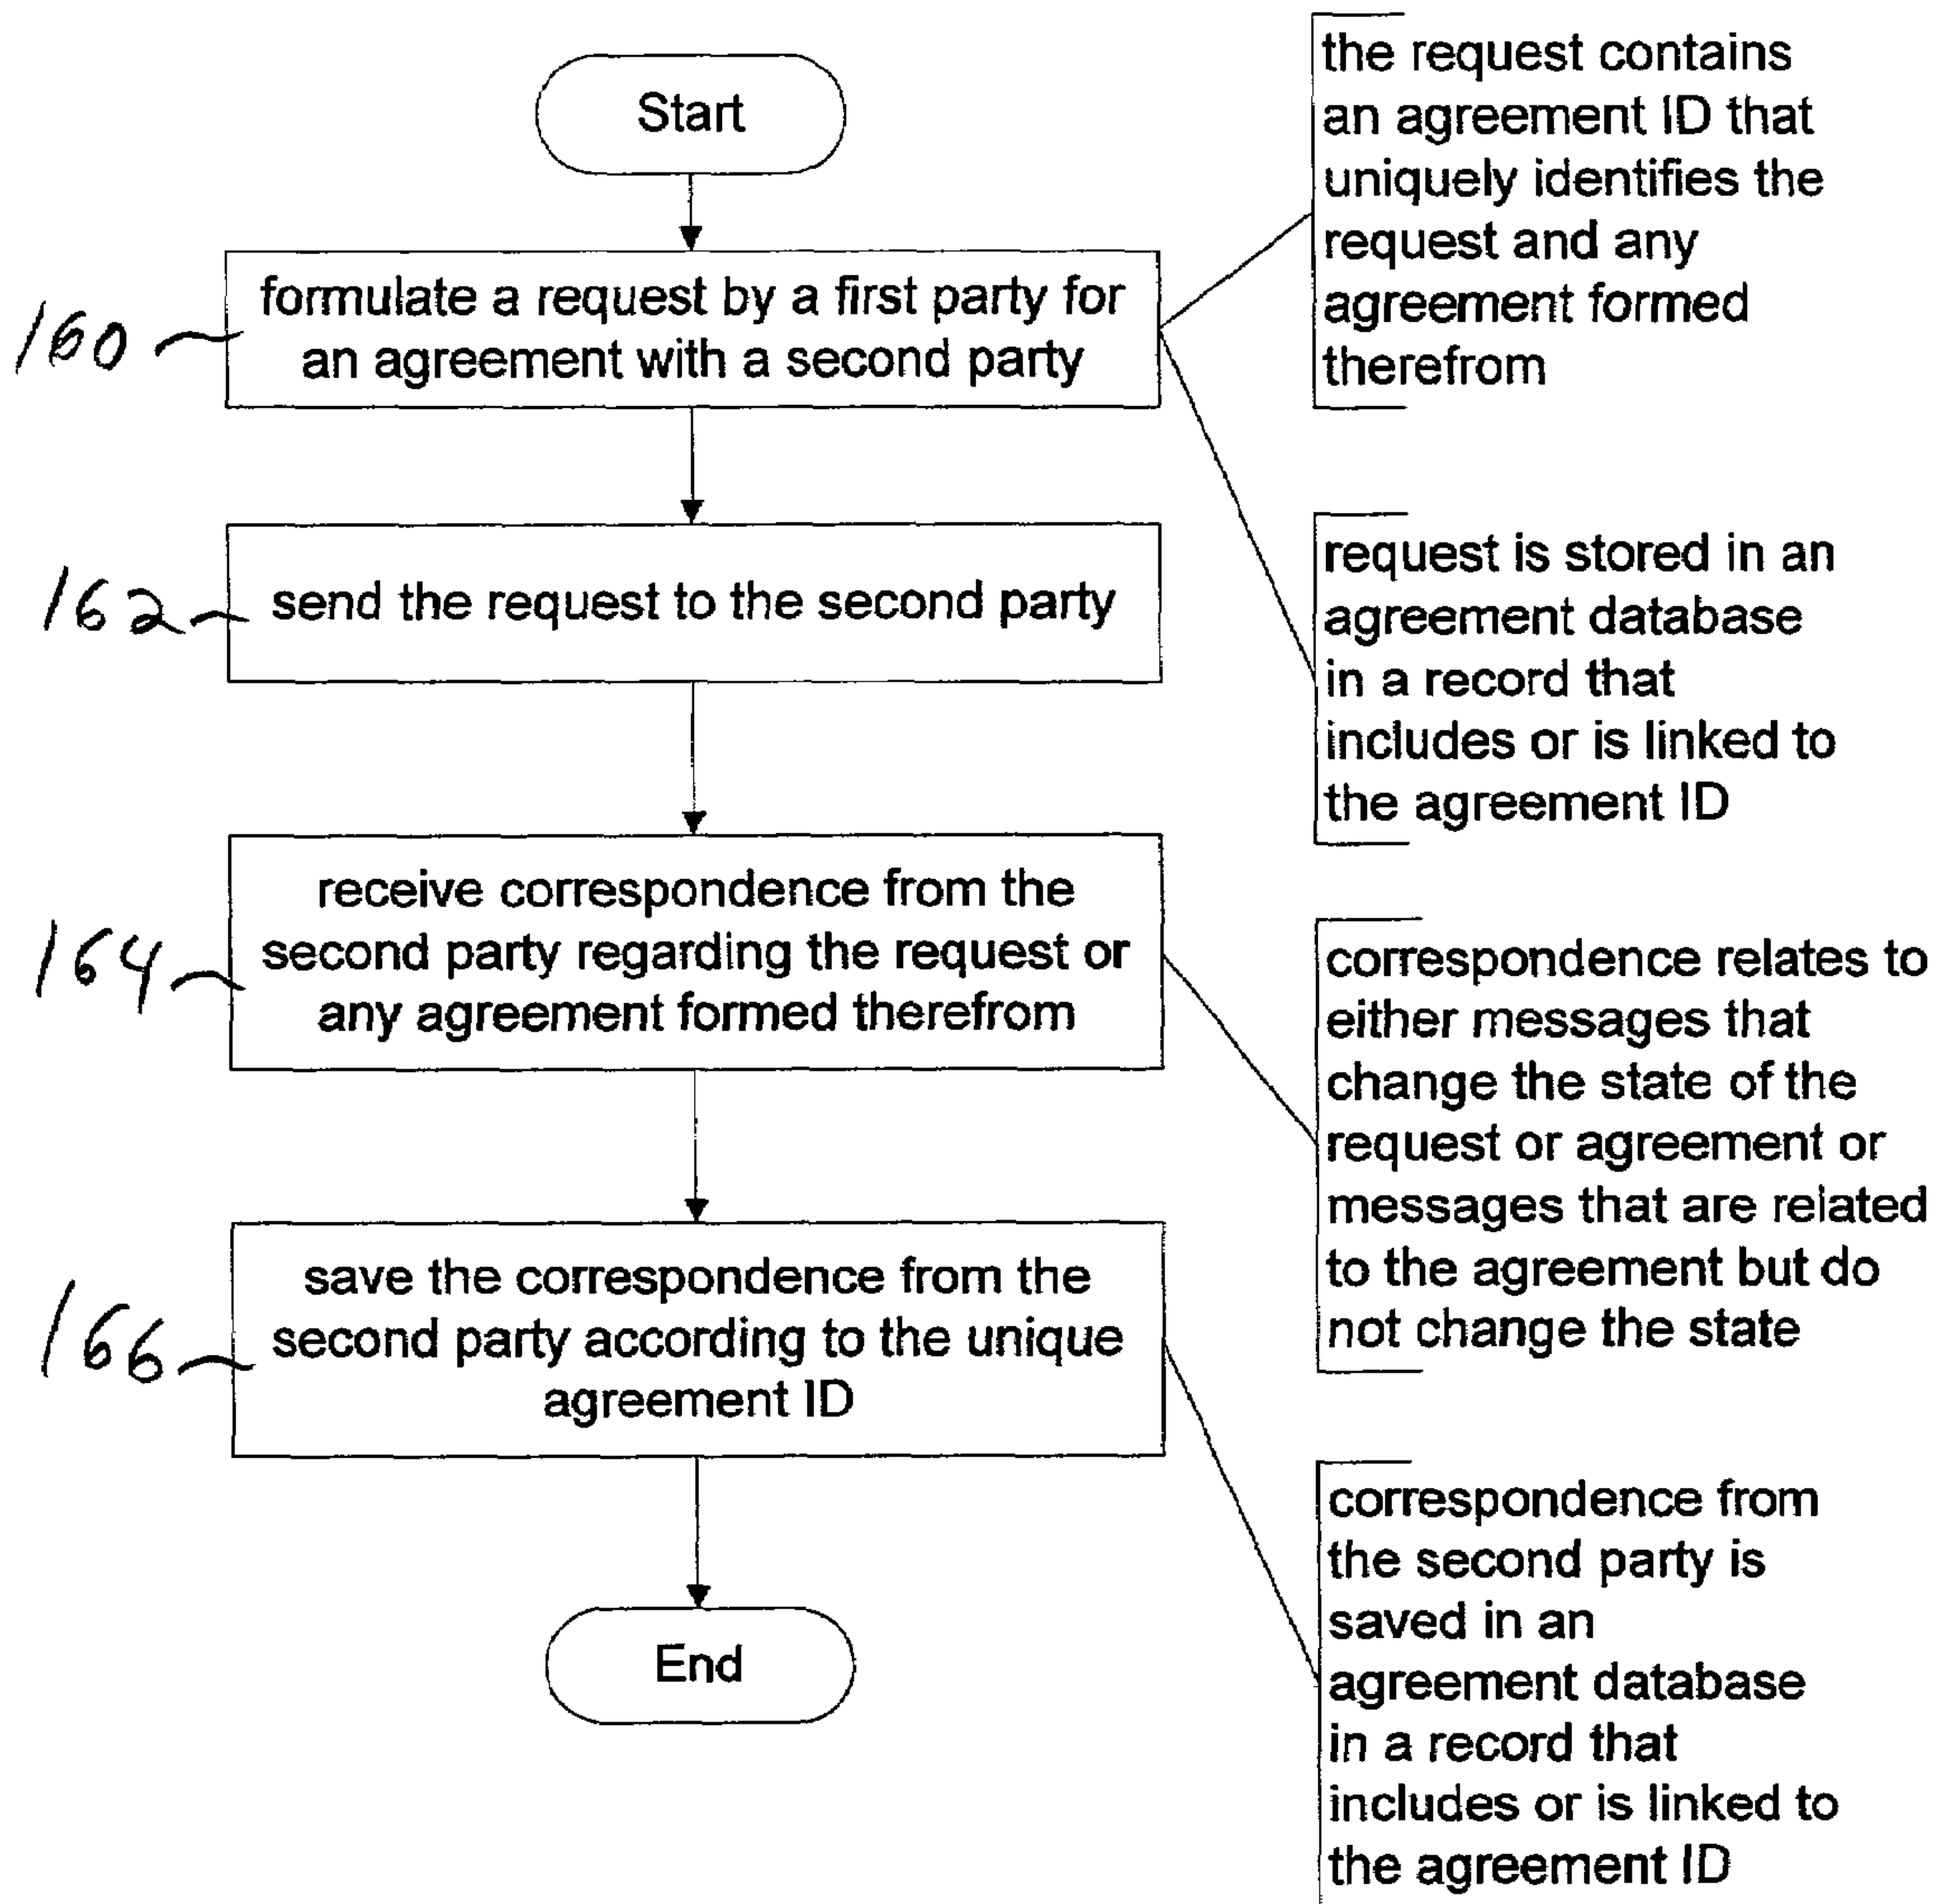 Start
160
formulate a request by a first party for
an agreement with a second party
the request contains
an agreement ID that
uniquely identifies the
request and any
agreement formed
therefrom
request is stored in an
agreement database
in a record that
includes or is linked to
the agreement ID
162
send the request to the second party
164
receive correspondence from the
second party regarding the request or
any agreement formed therefrom
correspondence relates to
either messages that
change the state of the
request or agreement or
messages that are related
to the agreement but do
not change the state
166
save the correspondence from the
second party according to the unique
agreement ID
correspondence from
the second party is
saved in an
agreement database
in a record that
includes or is linked to
the agreement ID
End